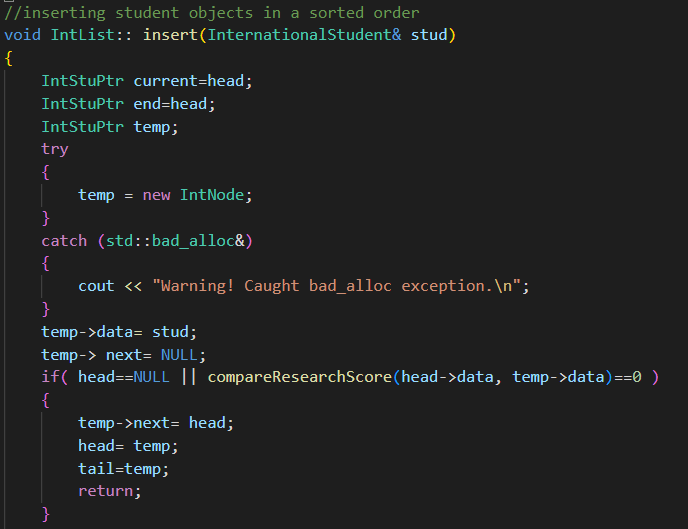 //inserting student objects in a sorted order
void IntList:: insert(InternationalStudent& stud)
{
    IntStuPtr current=head;
    IntStuPtr end=head;
    IntStuPtr temp;
    try
    {
        temp = new IntNode;
    }
    catch (std::bad_alloc&)
    {
        cout << "Warning! Caught bad_alloc exception.\n";
    }
    temp->data= stud;
    temp-> next= NULL;
    if( head==NULL || compareResearchScore(head->data, temp->data)==0 )
    {
        temp->next= head;
        head= temp;
        tail=temp;
        return;
    }